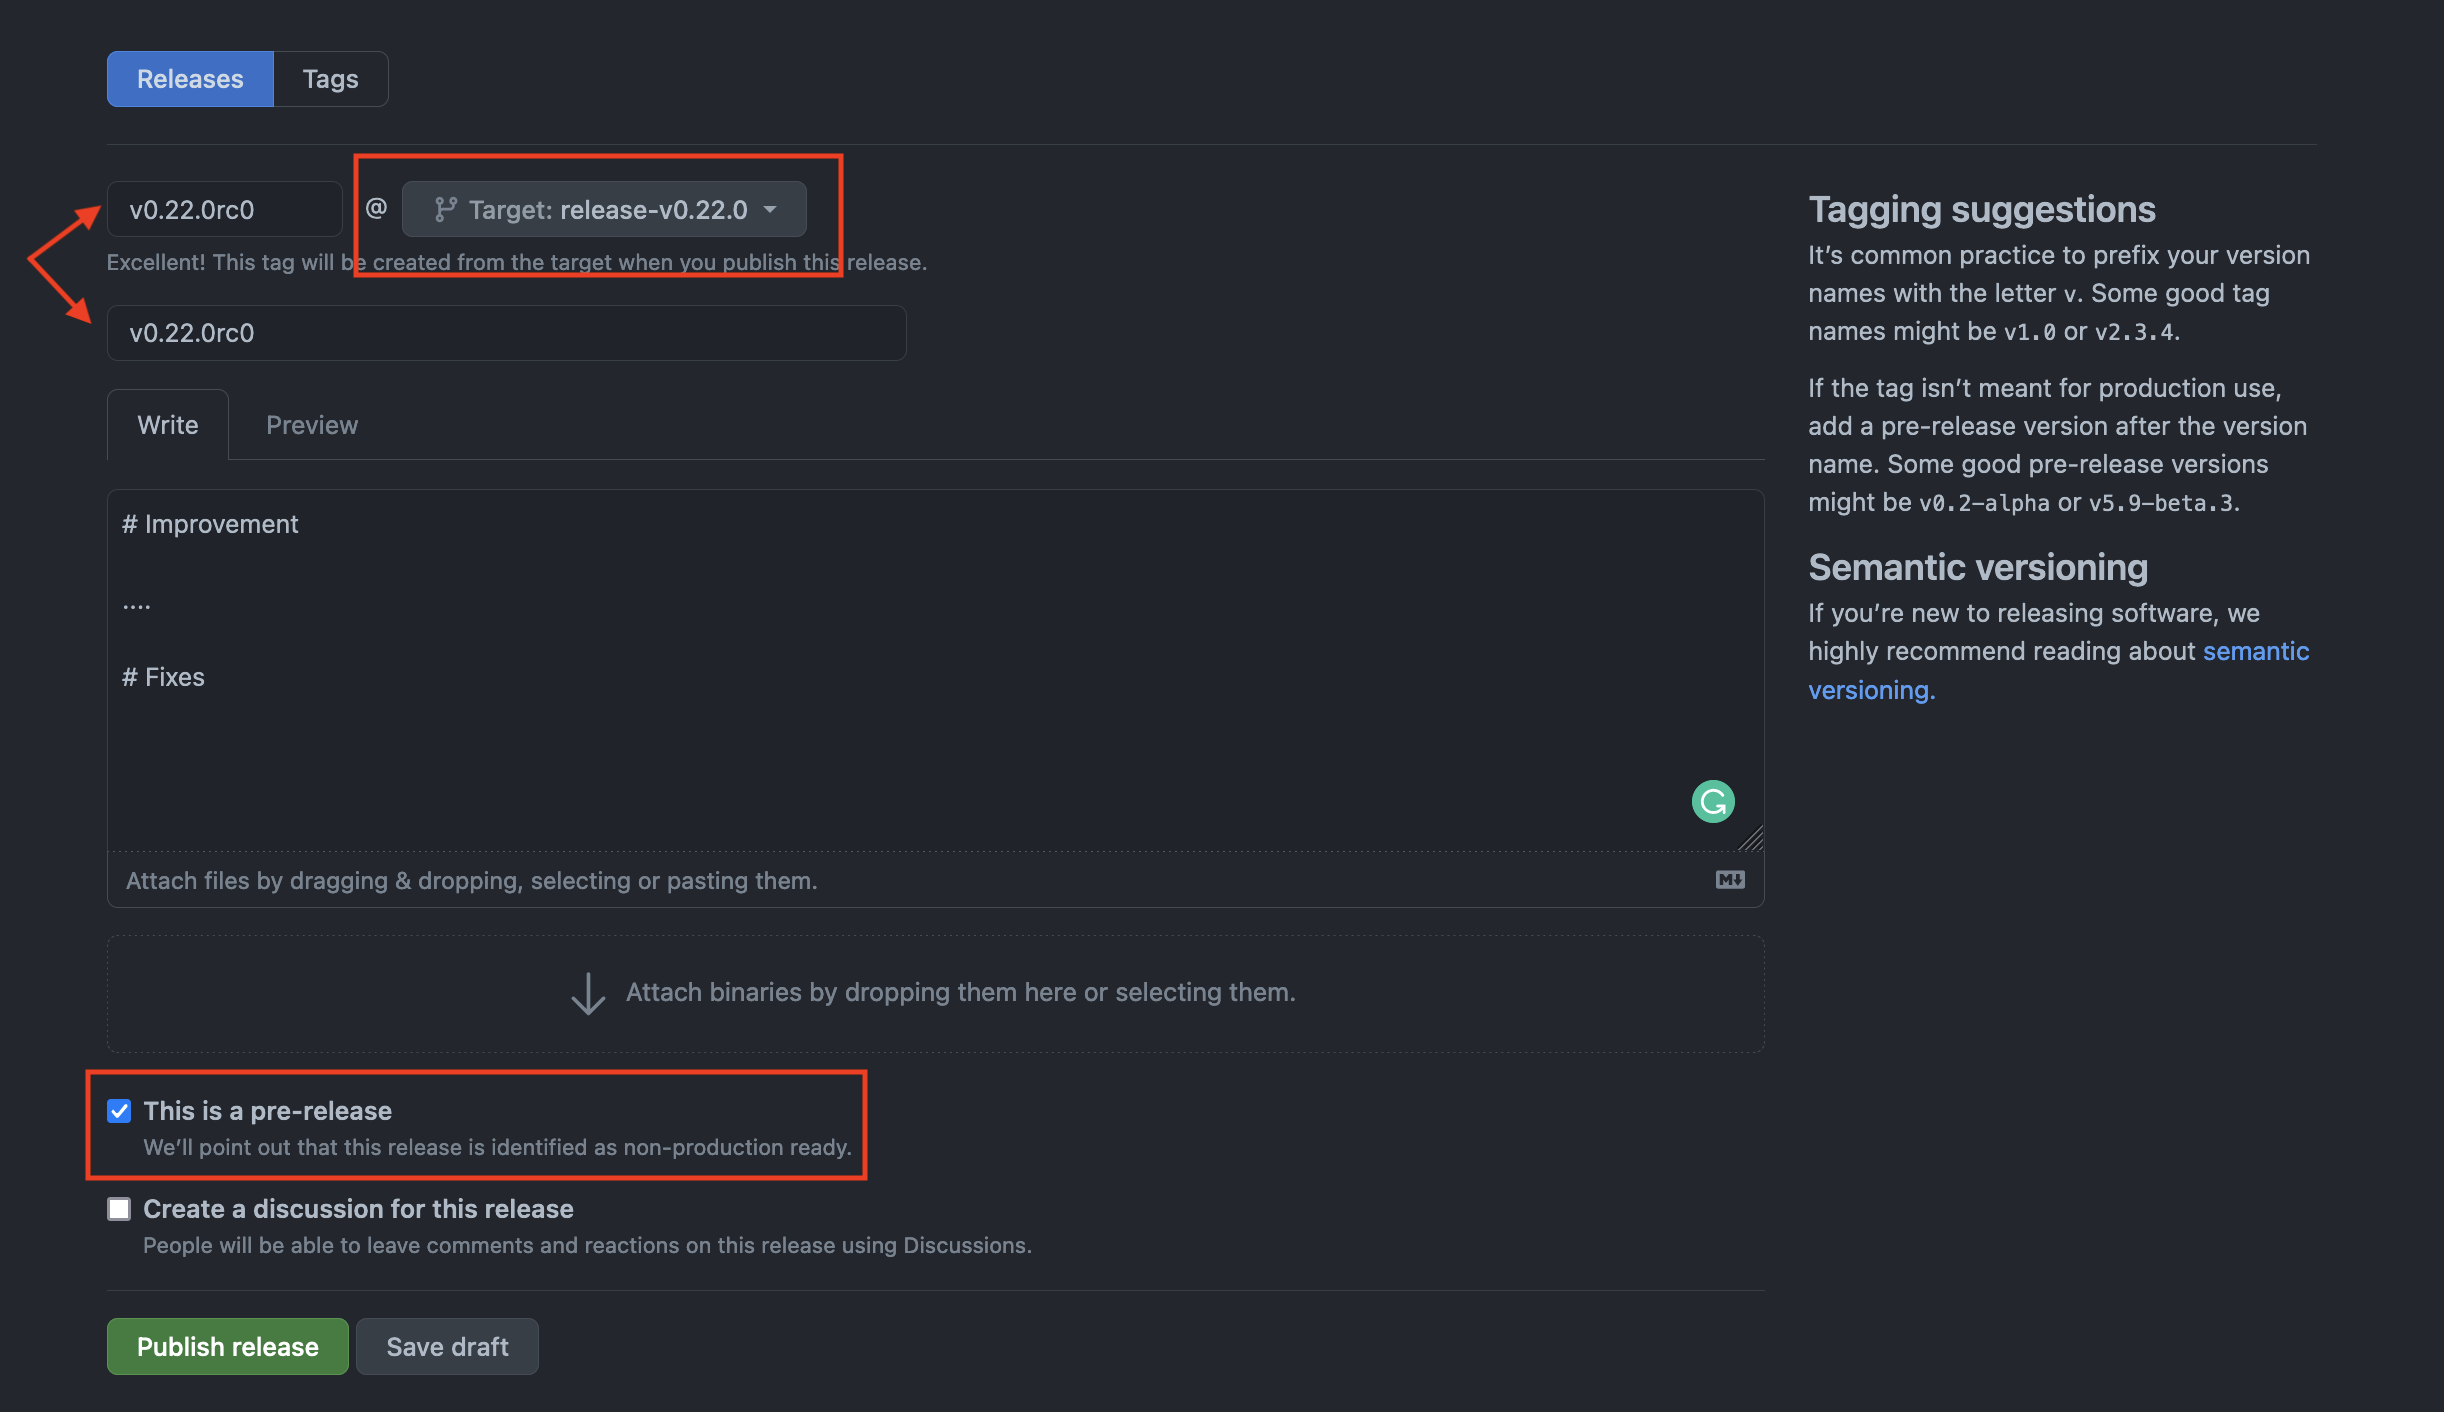 Releases
Tags
v0.22.0rc0
@
Target: release-v0.22.0
Excellent! This tag will be created from the target when you publish this release.
v0.22.0rc0
Write
Preview
# Improvement
....
# Fixes
Attach files by dragging & dropping, selecting or pasting them.
Attach binaries by dropping them here or selecting them.
This is a pre-release
We’ll point out that this release is identified as non-production ready.
Create a discussion for this release
People will be able to leave comments and reactions on this release using Discussions.
Publish release
Save draft
Tagging suggestions
It’s common practice to prefix your version
names with the letter v. Some good tag
names might be v1.0 or v2.3.4.
If the tag isn’t meant for production use,
add a pre-release version after the version
name. Some good pre-release versions
might be v0.2-alpha or v5.9-beta.3.
Semantic versioning
If you’re new to releasing software, we
highly recommend reading about semantic
versioning.